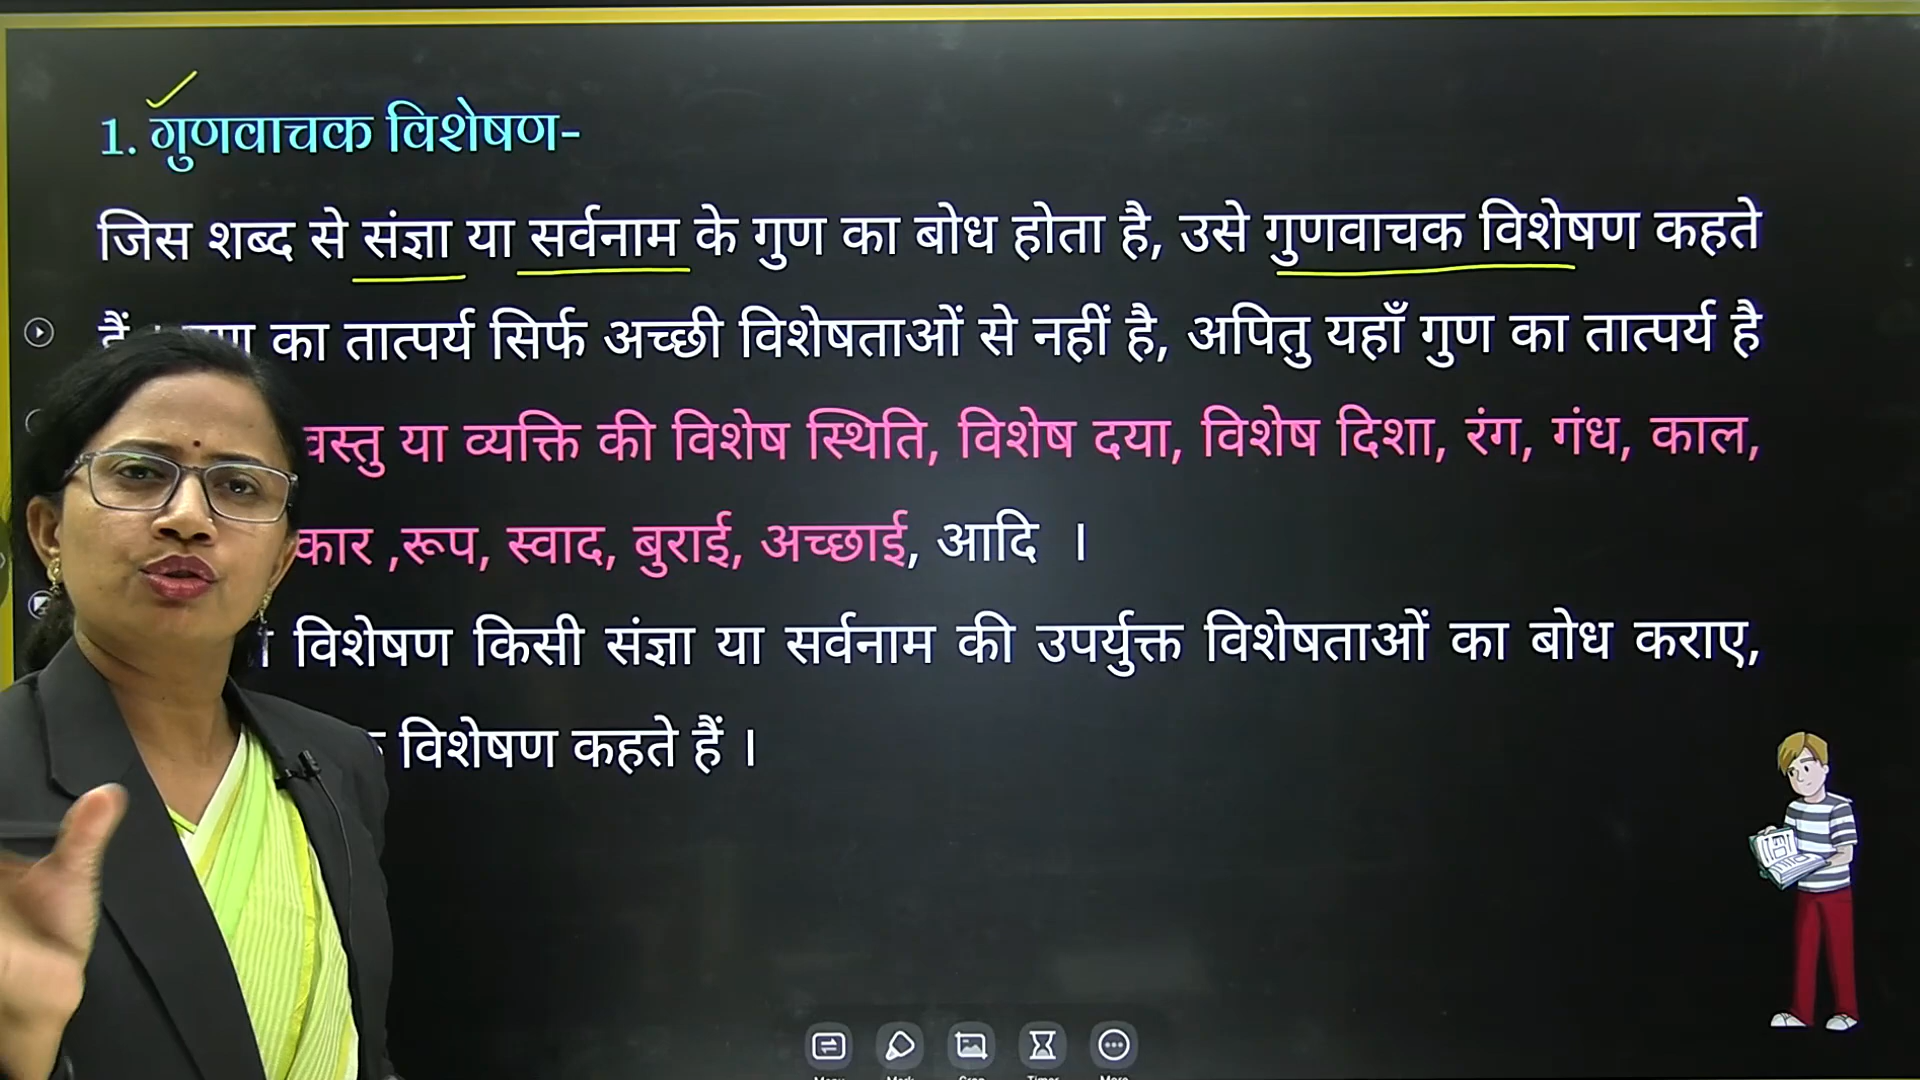 1. गुणवाचक विशेषण-
जिस शब्द से संज्ञा या सर्वनाम के गुण का बोध होता है, उसे गुणवाचक विशेषण कहते
का तात्पर्य सिर्फ अच्छी विशेषताओं से नहीं है, अपितु यहाँ गुण का तात्पर्य है
वस्तु या व्यक्ति की विशेष स्थिति, विशेष दया, विशेष दिशा, रंग, गंध, काल,
कार ,रूप, स्वाद, बुराई, अच्छाई, आदि ।
विशेषण किसी संज्ञा या सर्वनाम की उपर्युक्त विशेषताओं का बोध कराए,
विशेषण कहते हैं ।